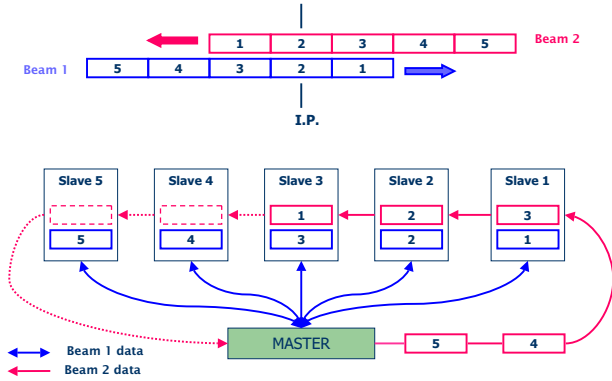 1 2 3 4 5 Beam 2
Beam 1 5 4 3 2 1
I.P.
Slave 5 Slave 4 Slave 3 Slave 2 Slave 1
1 2 3
5 4 3 2 1
MASTER 5 4
Beam 1 data
Beam 2 data